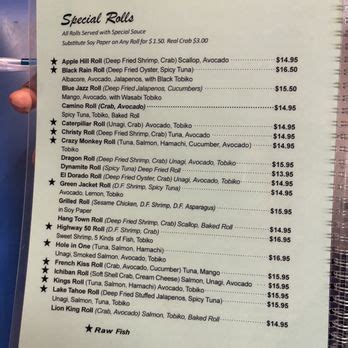 Special Rolls
All Rolls Served with Special Sauce
Substitute Soy Paper on Any Roll for $1.50. Real Crab $3.00
★ Apple Hill Roll (Deep Fried Shrimp, Crab) Scallop, Avocado $14.95
★ Black Rain Roll (Deep Fried Oyster, Spicy Tuna) $16.50
Albacore, Avocado, Jalapenos, with Black Tobiko
Blue Jazz Roll (Deep Fried Jalapenos, Cucumbers) $15.50
Mango, Avocado, with Wasabi Tobiko
Camino Roll (Crab, Avocado) $14.95
Spicy Tuna, Tobiko, Baked Roll
★ Caterpillar Roll (Unagi, Crab) Avocado, Tobiko $14.95
★ Christy Roll (Deep Fried Shrimp, Crab) Tuna, Avocado $14.95
★ Crazy Monkey Roll (Tuna, Salmon, Hamachi, Cucumber, Avocado) $14.95
Tobiko
Dragon Roll (Deep Fried Shrimp, Crab) Unagi, Avocado, Tobiko $15.95
Dynamite Roll (Spicy Tuna) Deep Fried Roll $13.95
El Dorado Roll (Deep Fried Oyster, Crab) Unagi, Avocado, Tobiko $14.95
★ Green Jacket Roll (D.F. Shrimp, Spicy Tuna) $14.95
Avocado, Lemon, Tobiko
Grilled Roll (Sesame Chicken, D.F. Shrimp, D.F. Asparagus) $15.95
in Soy Paper
Hang Town Roll (Deep Fried Shrimp, Crab) Scallop, Baked Roll $14.95
★ Highway 50 Roll (D.F. Shrimp, Crab) $16.95
Sweet Shrimp, 5 Kinds of Fish, Tobiko
★ Hole in One (Tuna, Salmon, Hamachi, Crab) $16.95
Unagi, Smoked Salmon, Avocado, Tobiko
★ French Kiss Roll (Crab, Avocado, Cucumber) Tuna, Mango $15.95
★ Ichiban Roll (Soft Shell Crab, Cream Cheese) Salmon, Unagi, Avocado $15.95
★ Kings Roll (Tuna, Salmon, Hamachi) Avocado, Tobiko $15.95
★ Lake Tahoe Roll (Deep Fried Stuffed Jalapenos, Spicy Tuna) $15.95
Unagi, Salmon, Tuna, Tobiko
Lion King Roll (Crab, Avocado) Salmon, Tobiko, Baked Roll $14.95
★ Raw Fish